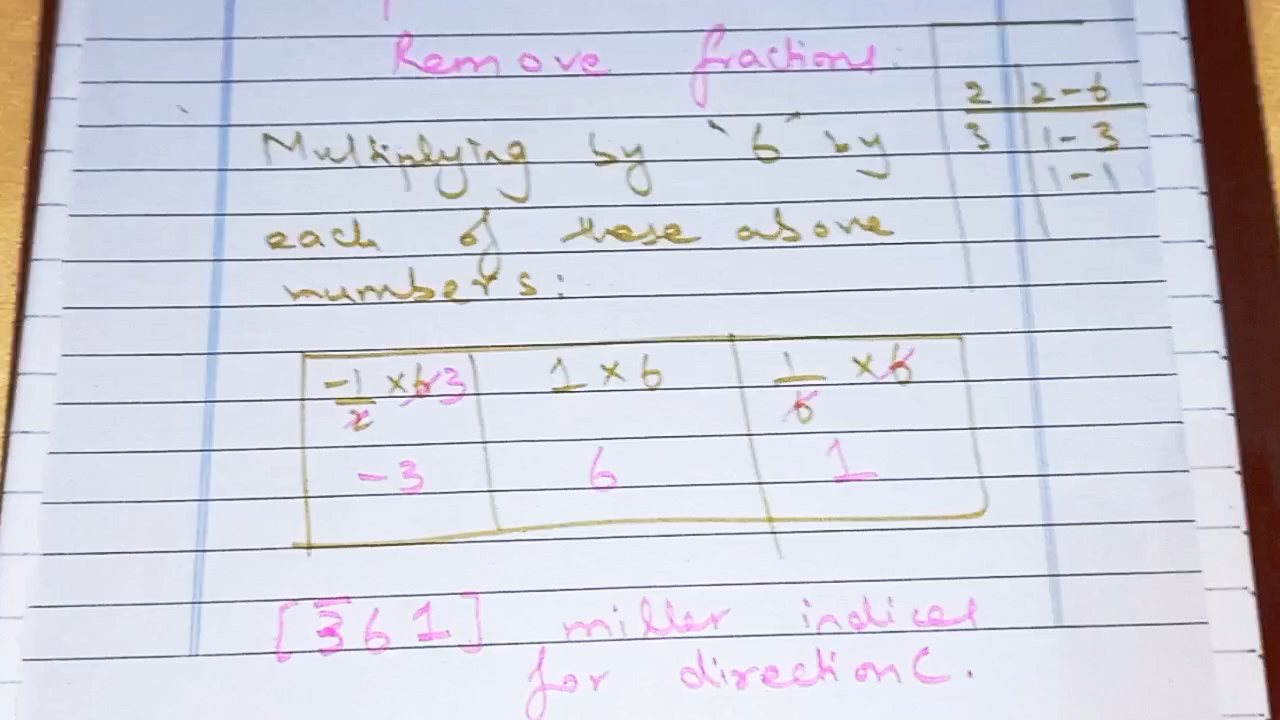 Remove fractions.
2 | 2 - 6
3 | 1 - 3
1 - 1
Multiplying by "6" by
each of these above
numbers:
-1/2 × 6 3 | 1 × 6 | 1/6 × 6
-3 | 6 | 1
[3̅ 6 1] miller indices
for direction C.